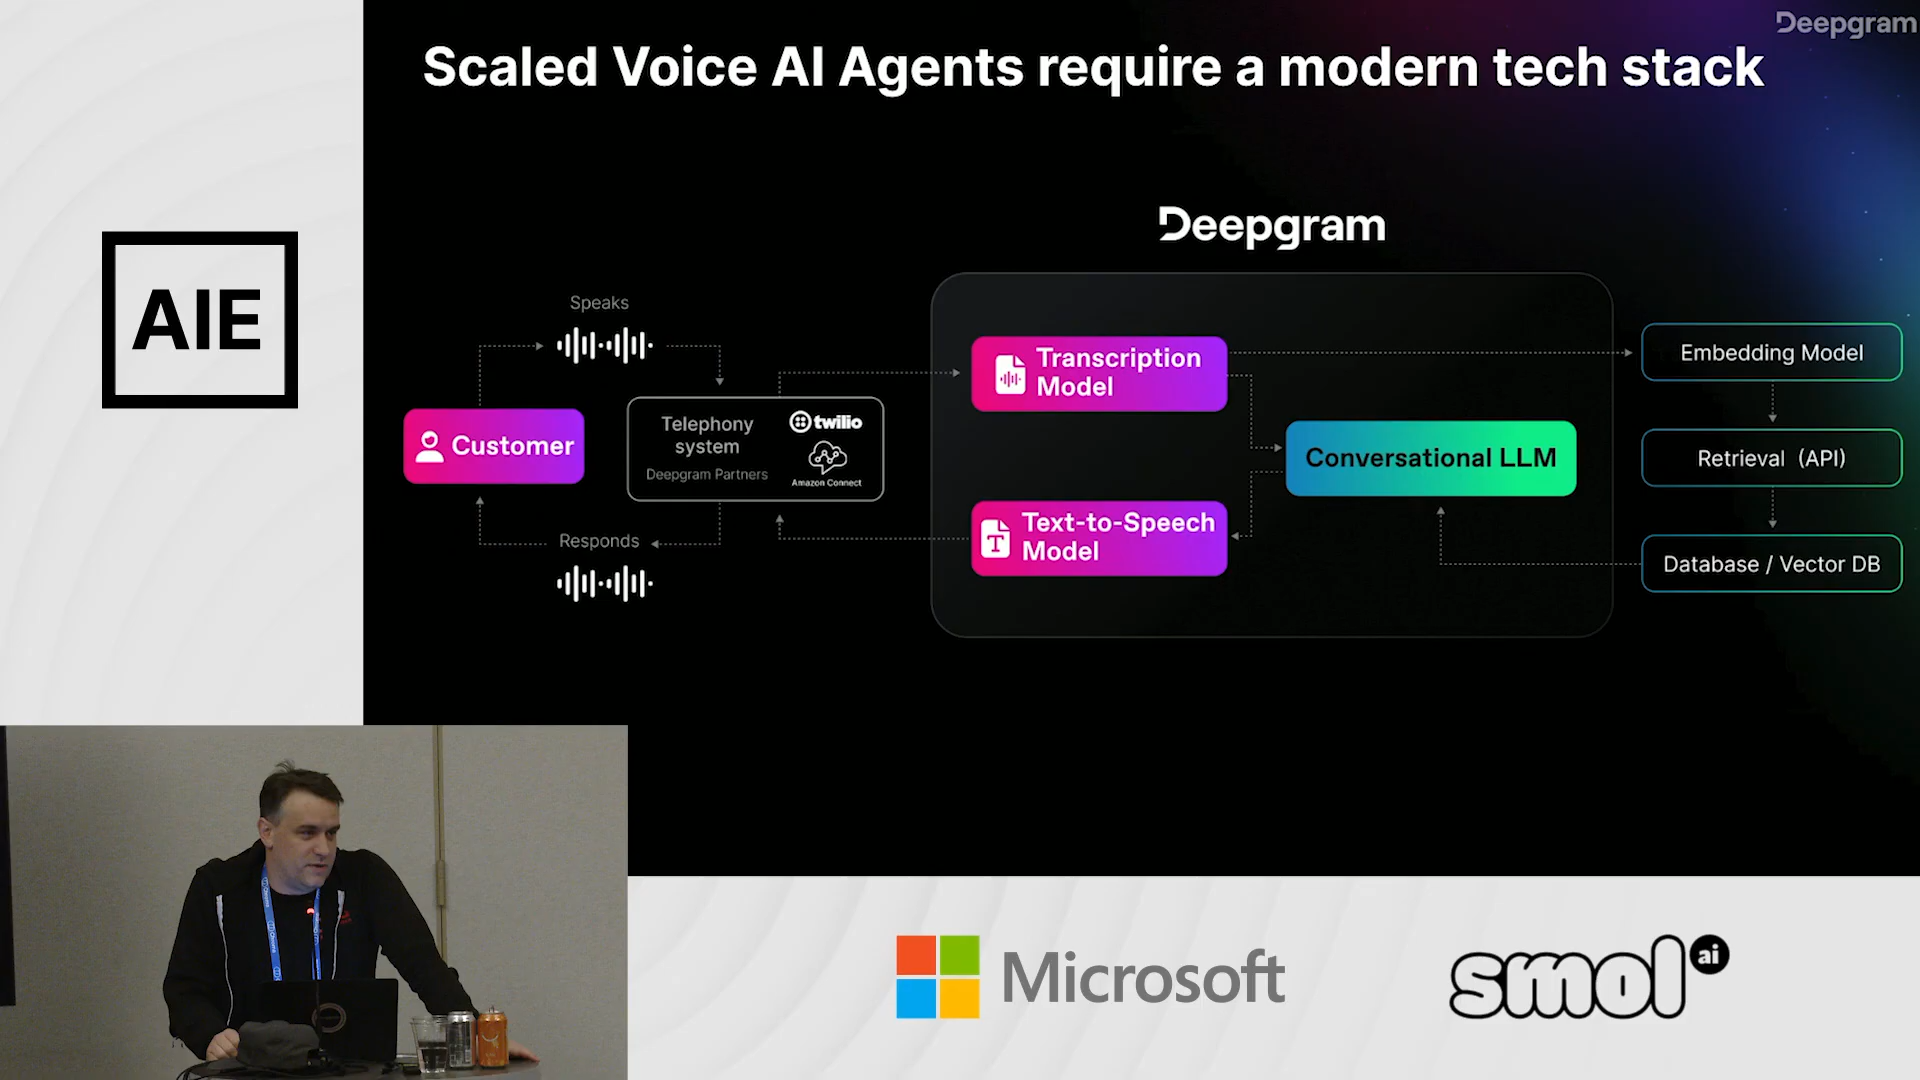 Deepgram
Scaled Voice AI Agents require a modern tech stack
AIE
Deepgram
Speaks
Customer
Telephony
system
Deepgram Partners
twilio
Amazon Connect
Responds
Transcription
Model
Text-to-Speech
Model
T
Conversational LLM
Embedding Model
Retrieval (API)
Database / Vector DB
Microsoft
smol ai